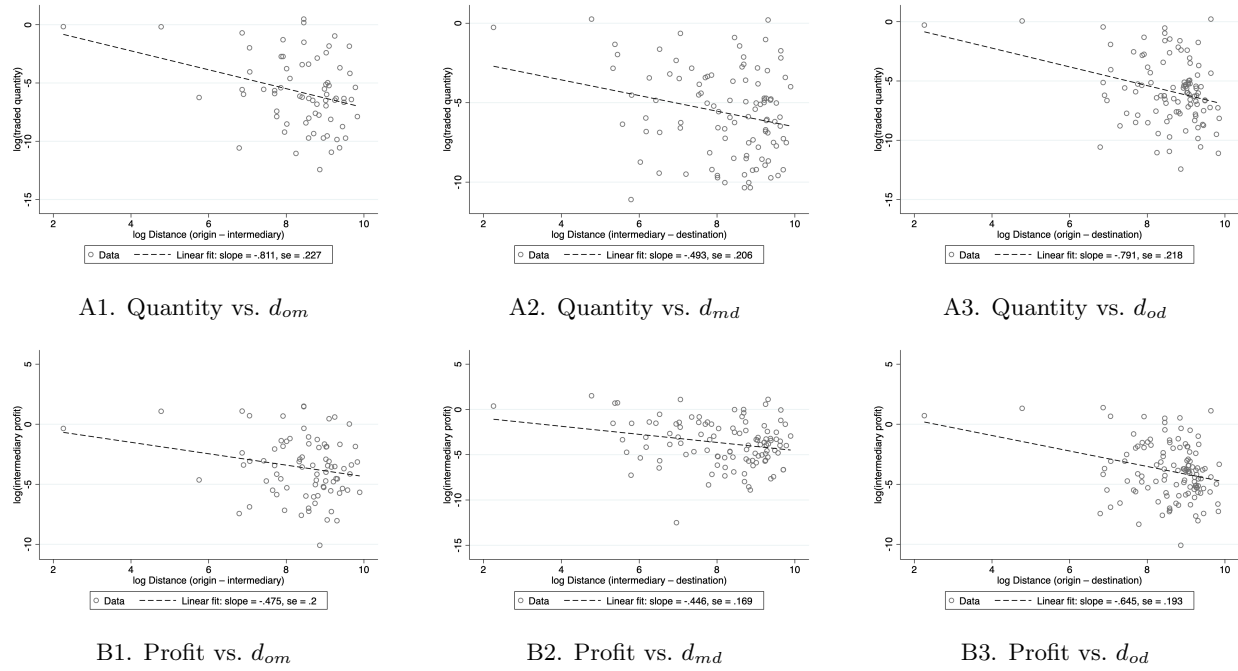 log(traded quantity)
0
-5
-10
-15
2 4 6 8 10
log Distance (origin – intermediary)
Data Linear fit: slope = -.811, se = .227
A1. Quantity vs. d_om
log(traded quantity)
0
-5
-10
2 4 6 8 10
log Distance (intermediary – destination)
Data Linear fit: slope = -.493, se = .206
A2. Quantity vs. d_md
log(traded quantity)
0
-5
-10
-15
2 4 6 8 10
log Distance (origin – destination)
Data Linear fit: slope = -.791, se = .218
A3. Quantity vs. d_od
log(intermediary profit)
5
0
-5
-10
2 4 6 8 10
log Distance (origin – intermediary)
Data Linear fit: slope = -.475, se = .2
B1. Profit vs. d_om
log(intermediary profit)
5
0
-5
-10
-15
2 4 6 8 10
log Distance (intermediary – destination)
Data Linear fit: slope = -.446, se = .169
B2. Profit vs. d_md
log(intermediary profit)
5
0
-5
-10
2 4 6 8 10
log Distance (origin – destination)
Data Linear fit: slope = -.645, se = .193
B3. Profit vs. d_od